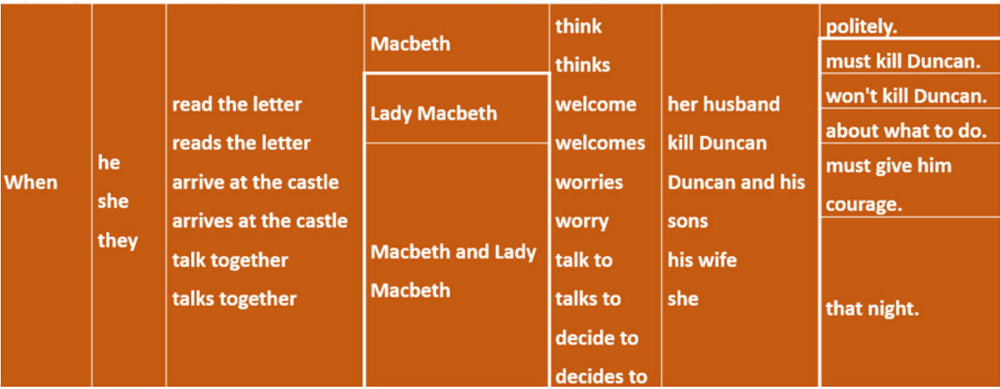 When
he
she
they
read the letter
reads the letter
arrive at the castle
arrives at the castle
talk together
talks together
Macbeth
Lady Macbeth
Macbeth and Lady
Macbeth
think
thinks
welcome
welcomes
worries
worry
talk to
talks to
decide to
decides to
her husband
kill Duncan
Duncan and his
sons
his wife
she
politely.
must kill Duncan.
won't kill Duncan.
about what to do.
must give him
courage.
that night.